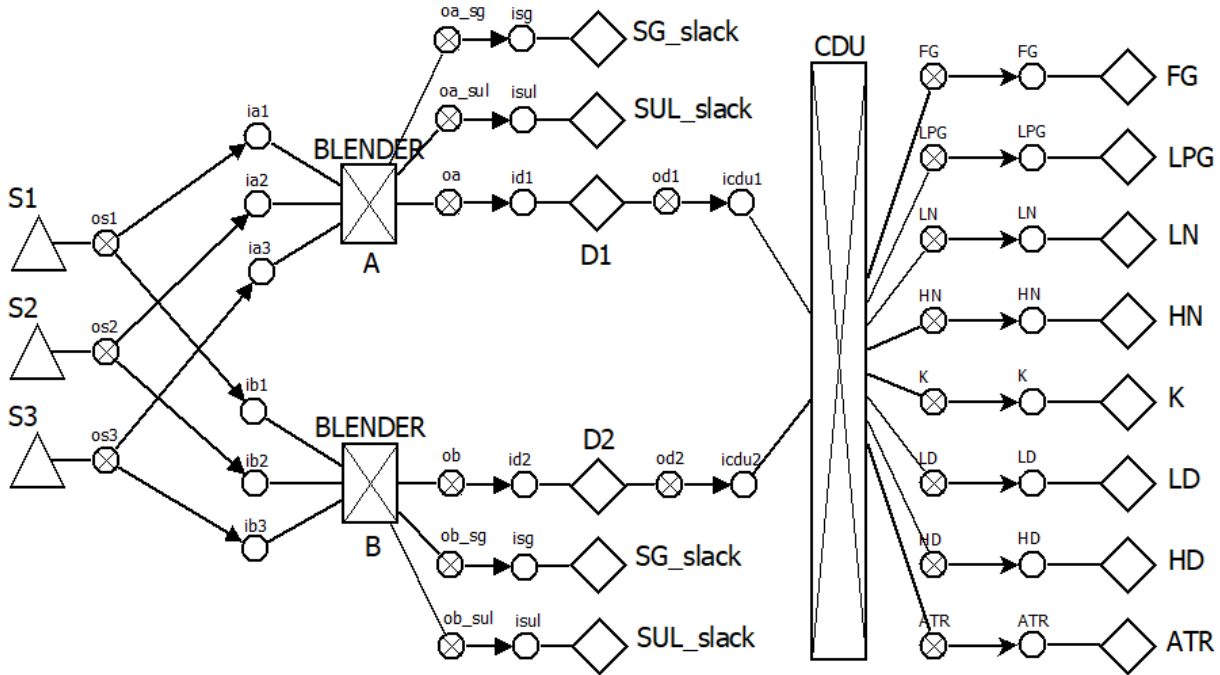 oa_sg
isg
SG_slack
CDU
FG
FG
FG
oa_sul
isul
SUL_slack
ia1
BLENDER
LPG
LPG
LPG
ia2
oa
id1
od1
icdu1
S1
os1
LN
LN
LN
ia3
A
D1
HN
HN
HN
S2
os2
K
K
K
ib1
S3
os3
BLENDER
D2
ib2
ob
id2
od2
icdu2
LD
LD
LD
ib3
B
ob_sg
isg
SG_slack
HD
HD
HD
ob_sul
isul
SUL_slack
ATR
ATR
ATR